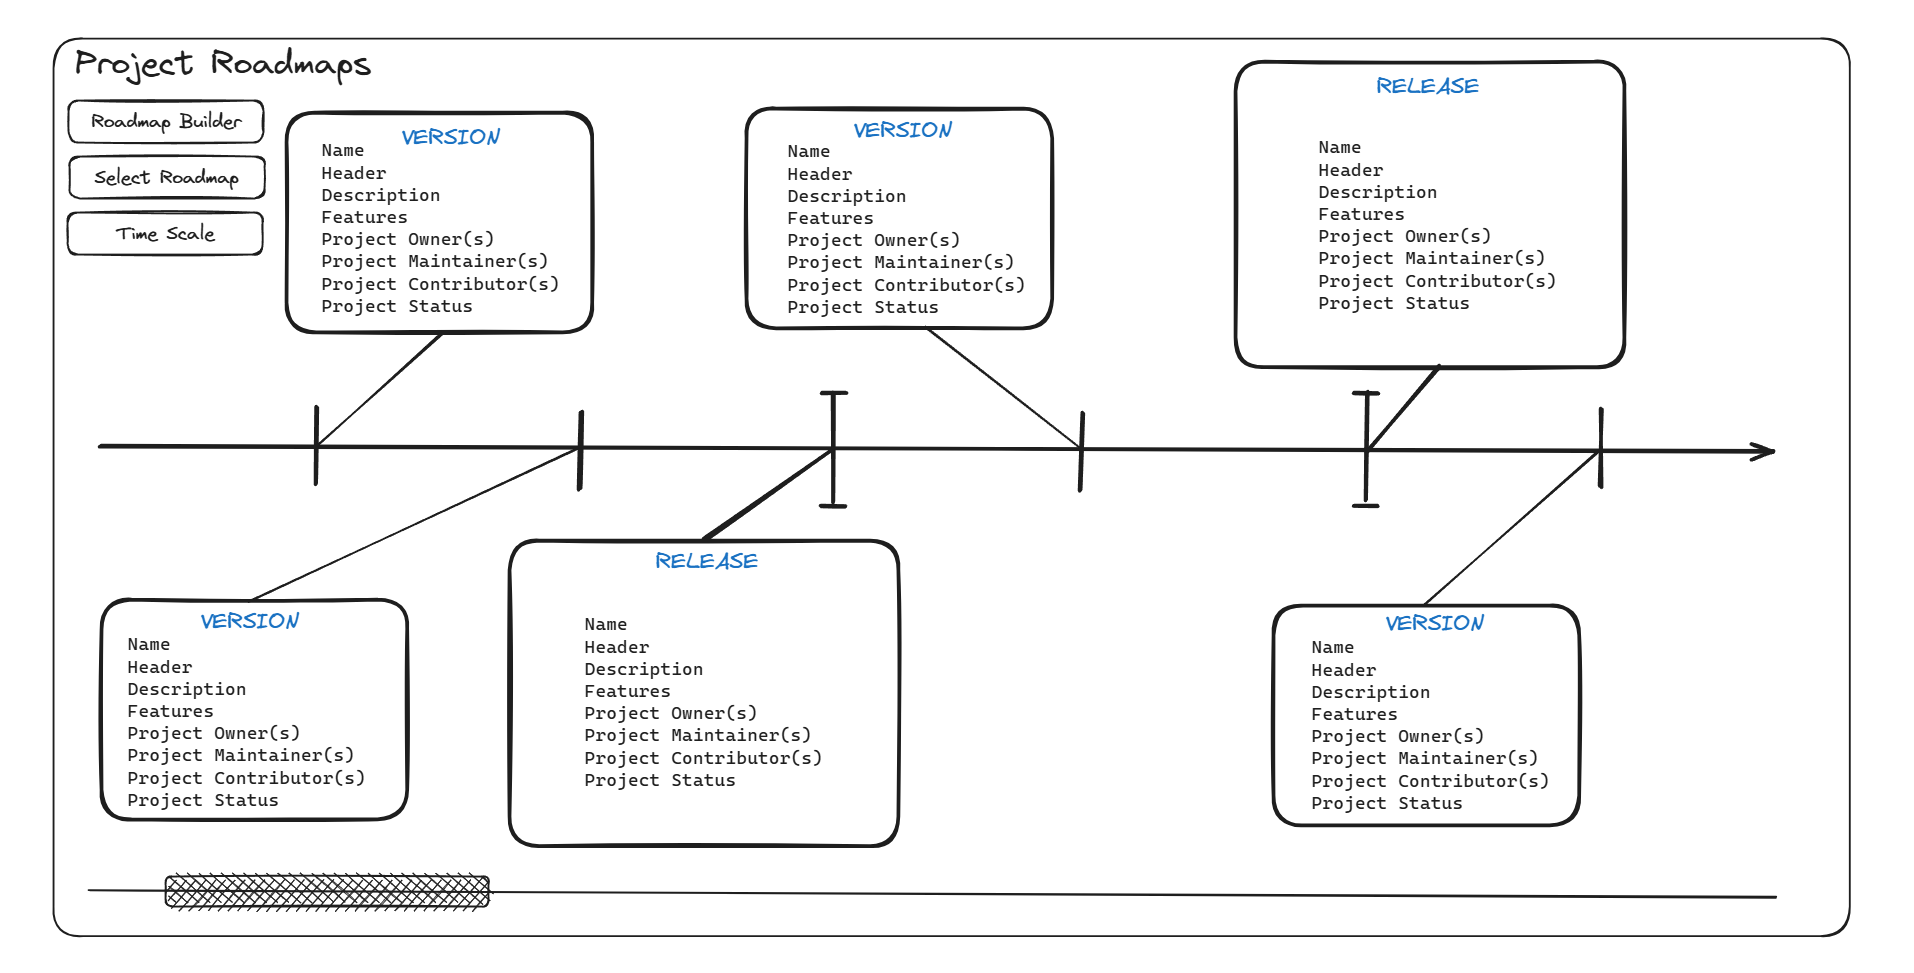 Project Roadmaps
Roadmap Builder
Select Roadmap
Time Scale
VERSION
Name
Header
Description
Features
Project Owner(s)
Project Maintainer(s)
Project Contributor(s)
Project Status
VERSION
Name
Header
Description
Features
Project Owner(s)
Project Maintainer(s)
Project Contributor(s)
Project Status
RELEASE
Name
Header
Description
Features
Project Owner(s)
Project Maintainer(s)
Project Contributor(s)
Project Status
VERSION
Name
Header
Description
Features
Project Owner(s)
Project Maintainer(s)
Project Contributor(s)
Project Status
RELEASE
Name
Header
Description
Features
Project Owner(s)
Project Maintainer(s)
Project Contributor(s)
Project Status
VERSION
Name
Header
Description
Features
Project Owner(s)
Project Maintainer(s)
Project Contributor(s)
Project Status